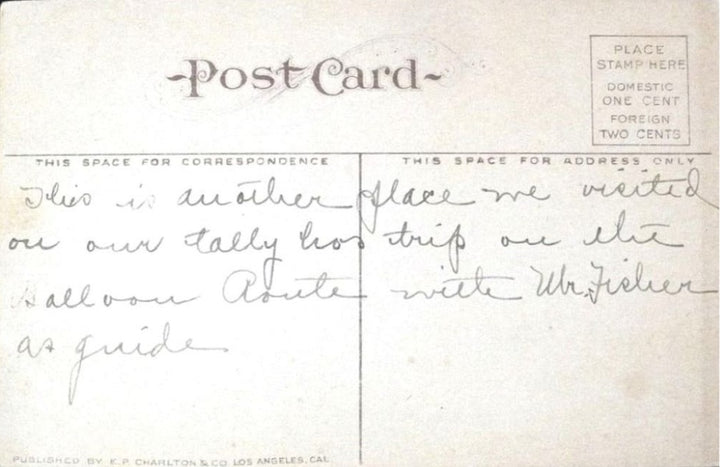 Post Card
PLACE
STAMP HERE
DOMESTIC
ONE CENT
FOREIGN
TWO CENTS
THIS SPACE FOR CORRESPONDENCE
THIS SPACE FOR ADDRESS ONLY
This is another place we visited
on our tally hos trip on the
Balloon Route with Mr. Fisher
as guide
PUBLISHED BY K.P. CHARLTON & CO LOS ANGELES, CAL.